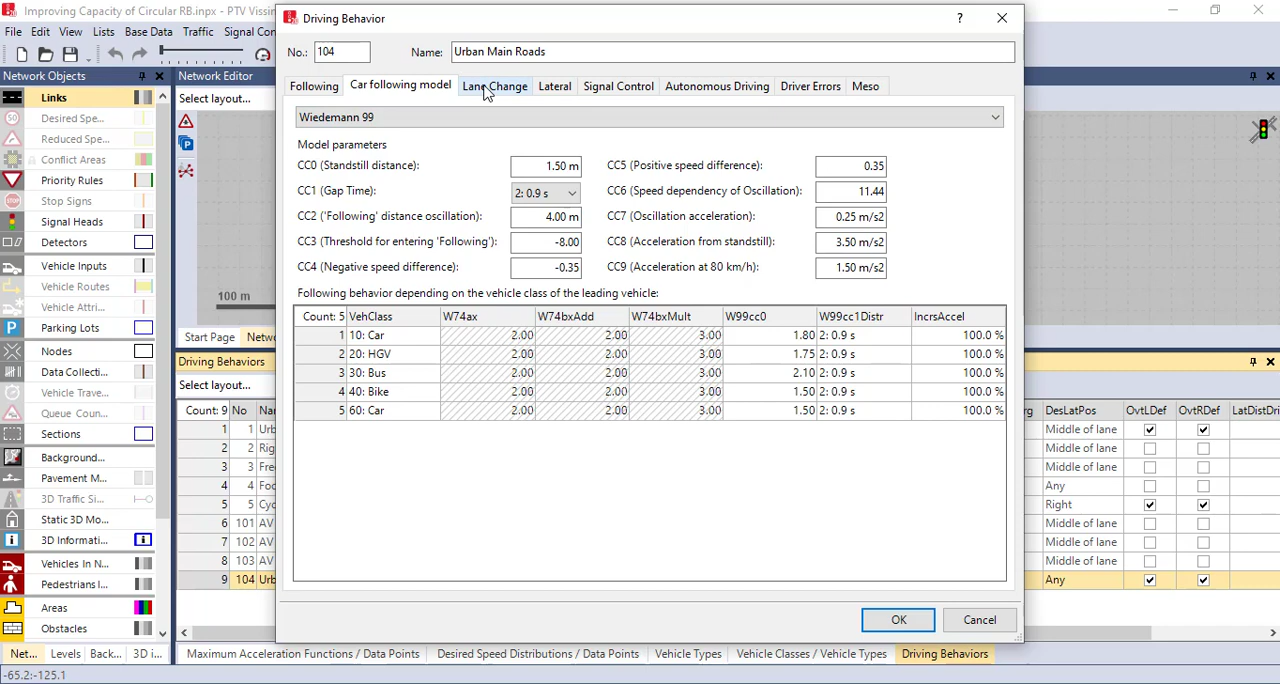 Improving Capacity of Circular RB.inpx - PTV Vissim
File Edit View Lists Base Data Traffic Signal Con
Network Objects
Links
Desired Spe...
Reduced Spe...
Conflict Areas
Priority Rules
Stop Signs
Signal Heads
Detectors
Vehicle Inputs
Vehicle Routes
Vehicle Attri...
Parking Lots
Nodes
Data Collecti...
Vehicle Trave...
Queue Coun...
Sections
Background...
Pavement M...
3D Traffic Si...
Static 3D Mo...
3D Informati...
Vehicles In N...
Pedestrians I...
Areas
Obstacles
Net... Levels Back... 3D i...
-65.2:-125.1
Network Editor
Select layout...
100 m
Start Page Netwo
Driving Behaviors
Select layout...
Count: 9 No Nar DesLatPos OvtLDef OvtRDef LatDistDri
1 1 Urb Middle of lane
2 2 Rig Middle of lane
3 3 Fre Middle of lane
4 4 Foo Any
5 5 Cyc Right
6 101 AV Middle of lane
7 102 AV Middle of lane
8 103 AV Middle of lane
9 104 Urb Any
Maximum Acceleration Functions / Data Points Desired Speed Distributions / Data Points Vehicle Types Vehicle Classes / Vehicle Types Driving Behaviors
Driving Behavior
?
No.: 104 Name: Urban Main Roads
Following Car following model Lane Change Lateral Signal Control Autonomous Driving Driver Errors Meso
Wiedemann 99
Model parameters
CC0 (Standstill distance): 1.50 m CC5 (Positive speed difference): 0.35
CC1 (Gap Time): 2: 0.9 s CC6 (Speed dependency of Oscillation): 11.44
CC2 ('Following' distance oscillation): 4.00 m CC7 (Oscillation acceleration): 0.25 m/s2
CC3 (Threshold for entering 'Following'): -8.00 CC8 (Acceleration from standstill): 3.50 m/s2
CC4 (Negative speed difference): -0.35 CC9 (Acceleration at 80 km/h): 1.50 m/s2
Following behavior depending on the vehicle class of the leading vehicle:
Count: 5 VehClass W74ax W74bxAdd W74bxMult W99cc0 W99cc1Distr IncrsAccel
1 10: Car 2.00 2.00 3.00 1.80 2: 0.9 s 100.0 %
2 20: HGV 2.00 2.00 3.00 1.75 2: 0.9 s 100.0 %
3 30: Bus 2.00 2.00 3.00 2.10 2: 0.9 s 100.0 %
4 40: Bike 2.00 2.00 3.00 1.50 2: 0.9 s 100.0 %
5 60: Car 2.00 2.00 3.00 1.50 2: 0.9 s 100.0 %
OK Cancel